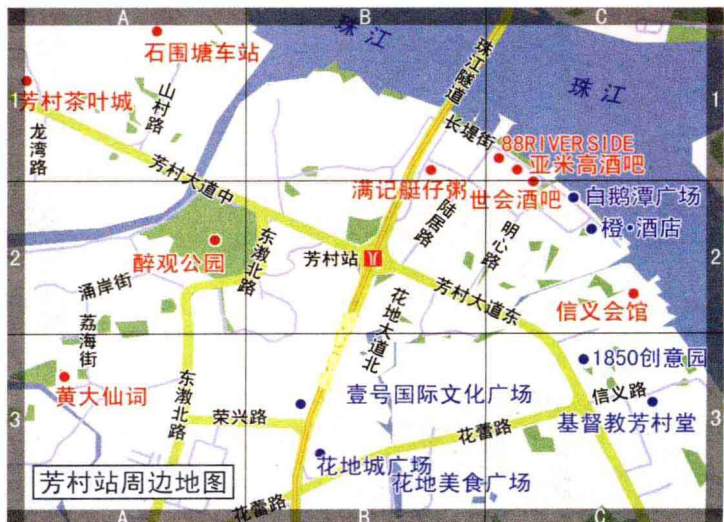 A
B
C
石围塘车站
珠江
珠江隧道
珠江
1
芳村茶叶城
山村路
1
龙湾路
长堤街
88RIVERSIDE
亚米高酒吧
芳村大道中
满记艇仔粥
世会酒吧
白鹅潭广场
陆居路
明心路
橙·酒店
2
醉观公园
东漖北路
芳村站
2
涌岸街
花地大道北
芳村大道东
信义会馆
荔海街
1850创意园
黄大仙词
东漖北路
壹号国际文化广场
信义路
3
荣兴路
花蕾路
基督教芳村堂
3
花地城广场
芳村站周边地图
花地美食广场
花蕾路
A
B
C